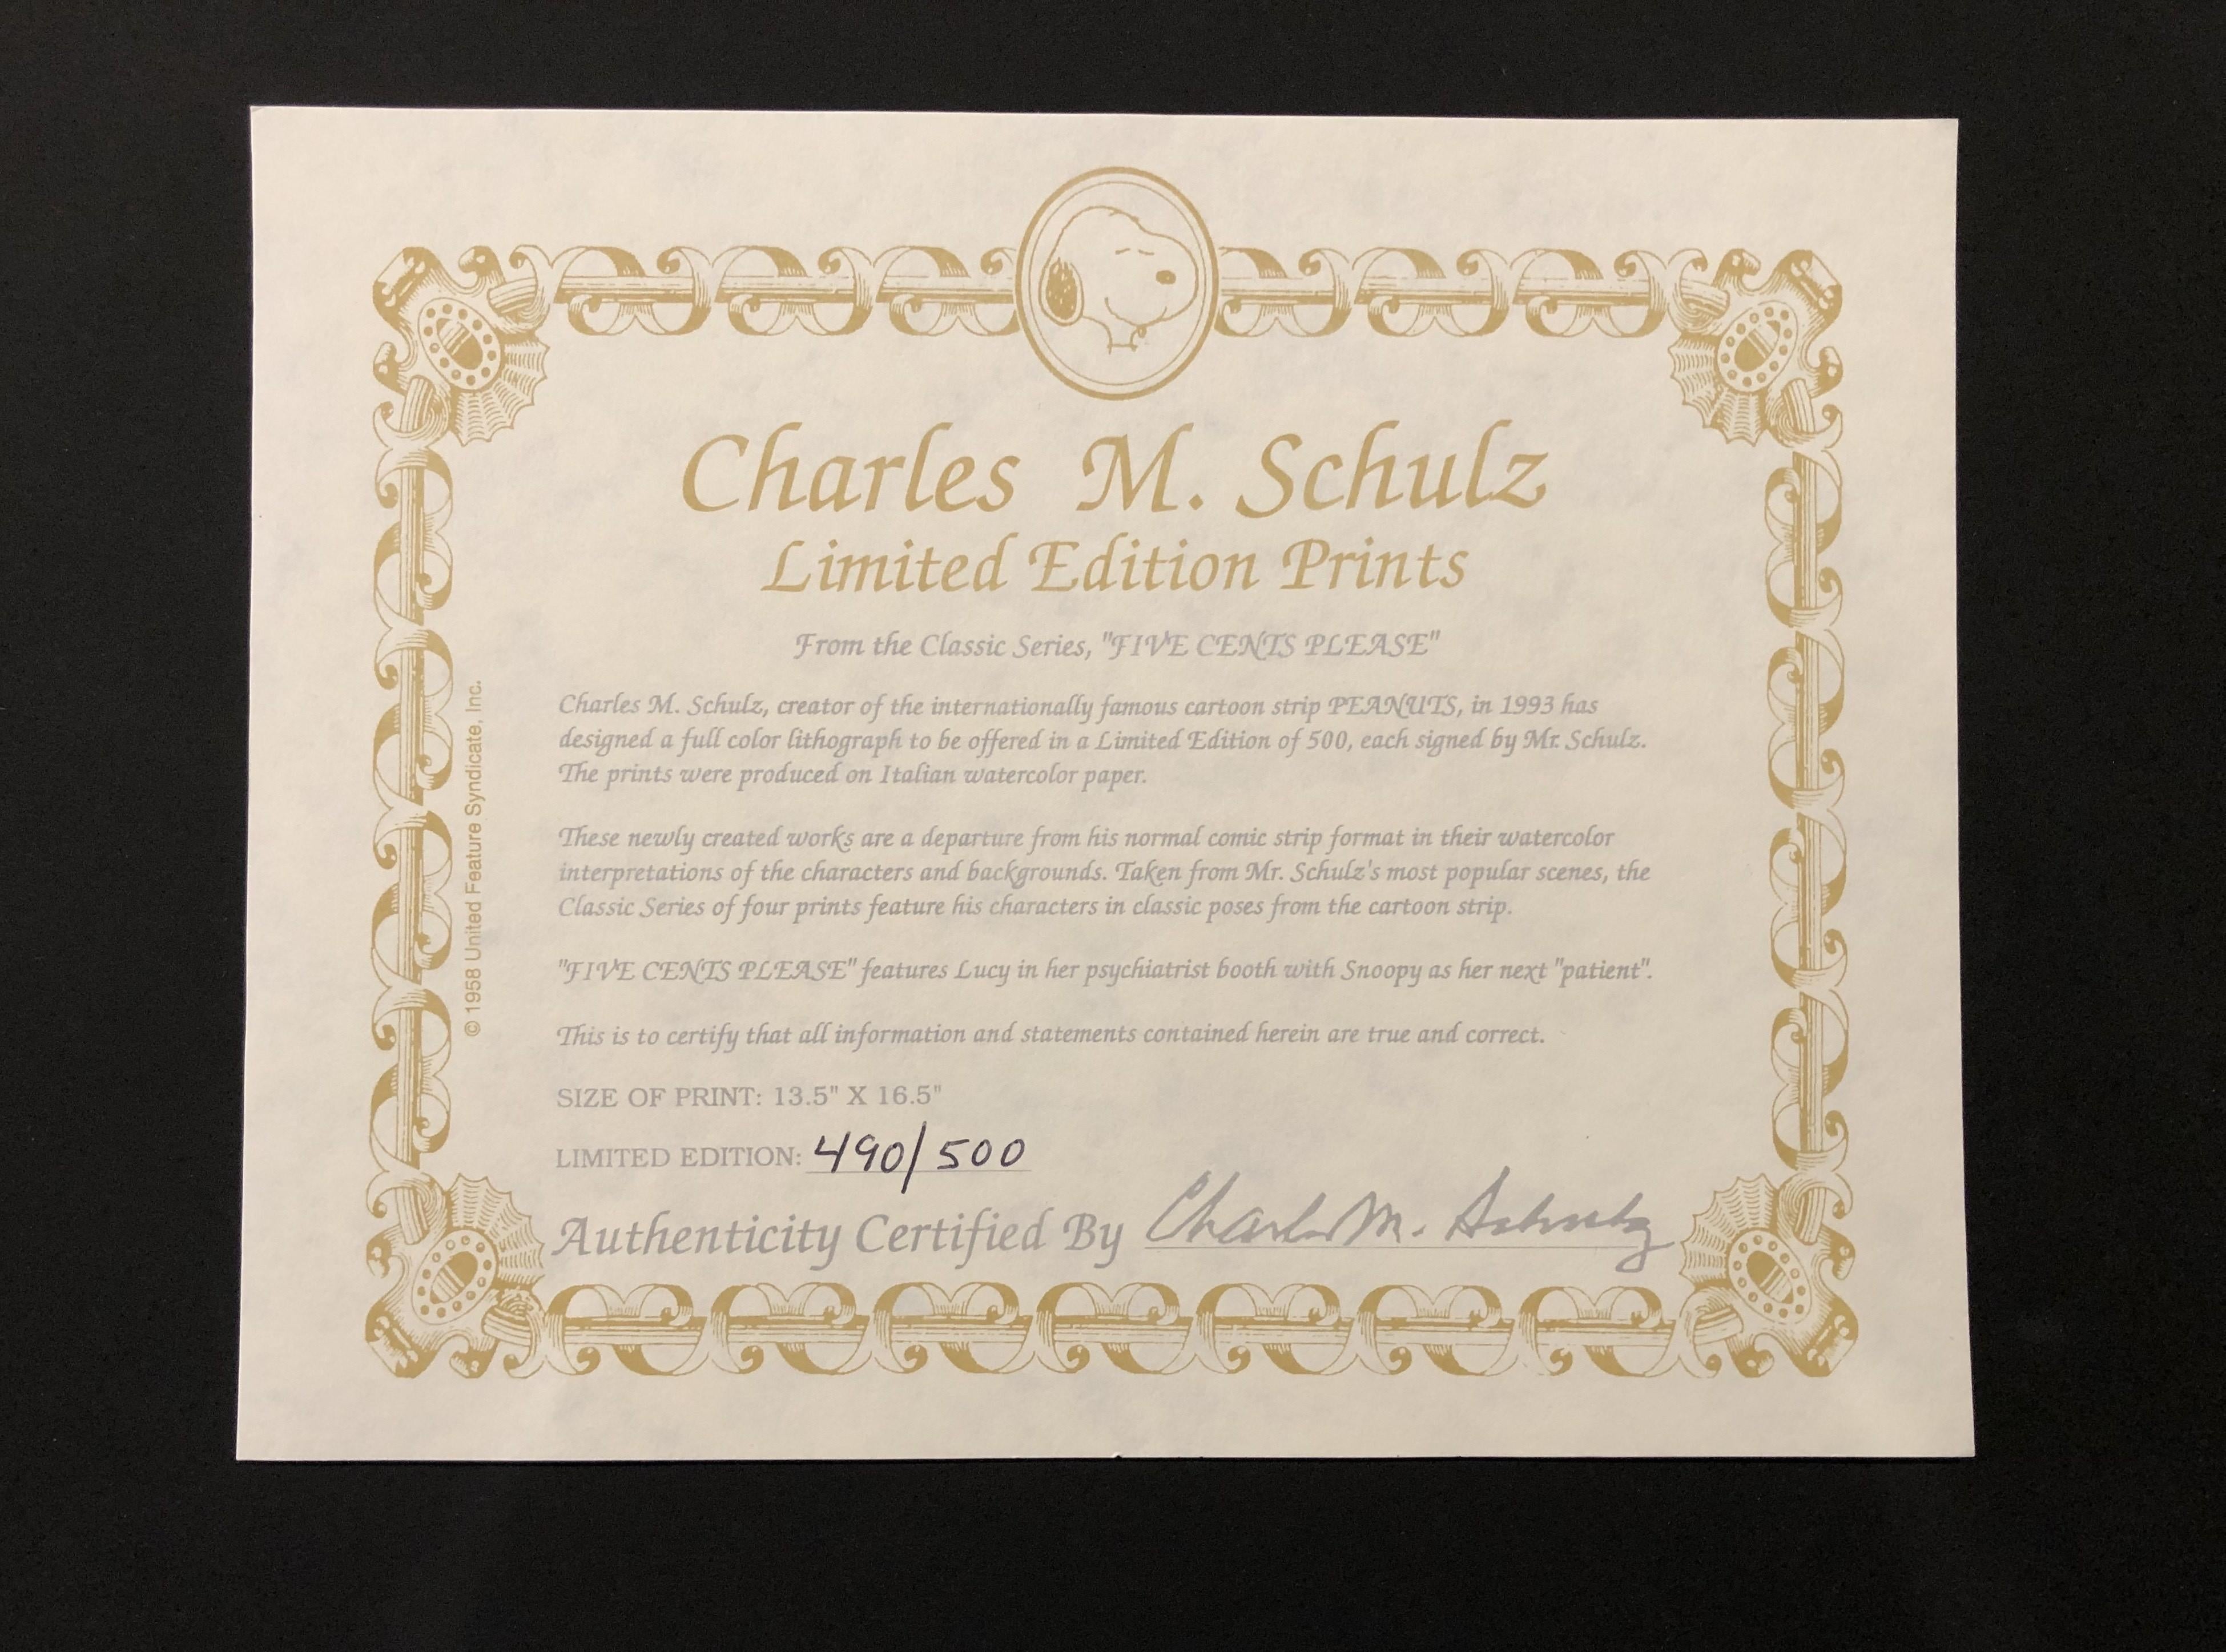 Charles M. Schulz
Limited Edition Prints
From the Classic Series, "FIVE CENTS PLEASE"
Charles M. Schulz, creator of the internationally famous cartoon strip PEANUTS, in 1993 has
designed a full color lithograph to be offered in a Limited Edition of 500, each signed by Mr. Schulz.
The prints were produced on Italian watercolor paper.
These newly created works are a departure from his normal comic strip format in their watercolor
interpretations of the characters and backgrounds. Taken from Mr. Schulz's most popular scenes, the
Classic Series of four prints feature his characters in classic poses from the cartoon strip.
"FIVE CENTS PLEASE" features Lucy in her psychiatrist booth with Snoopy as her next "patient".
This is to certify that all information and statements contained herein are true and correct.
SIZE OF PRINT: 13.5" X 16.5"
LIMITED EDITION: 490/500
Authenticity Certified By Charles M. Schulz
© 1958 United Feature Syndicate, Inc.